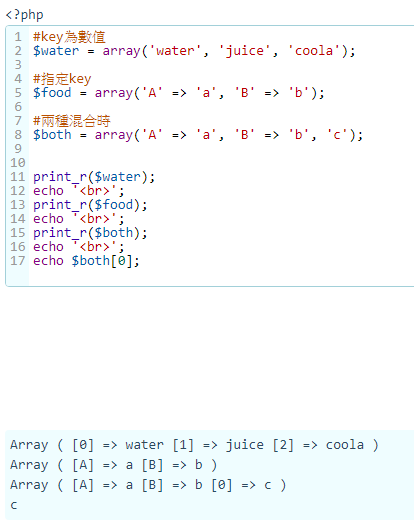 <?php
1 #key為數值
2 $water = array('water', 'juice', 'coola');
3
4 #指定key
5 $food = array('A' => 'a', 'B' => 'b');
6
7 #兩種混合時
8 $both = array('A' => 'a', 'B' => 'b', 'c');
9
10
11 print_r($water);
12 echo '<br>';
13 print_r($food);
14 echo '<br>';
15 print_r($both);
16 echo '<br>';
17 echo $both[0];
Array ( [0] => water [1] => juice [2] => coola )
Array ( [A] => a [B] => b )
Array ( [A] => a [B] => b [0] => c )
c